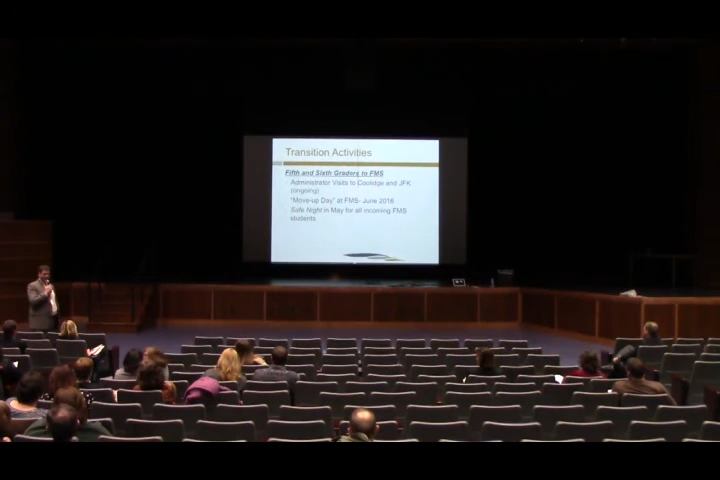 Transition Activities
Fifth and Sixth Graders to FMS
Administrator Visits to Coolidge and JFK
(ongoing)
"Move-up Day" at FMS- June 2016
Safe Night in May for all incoming FMS
students